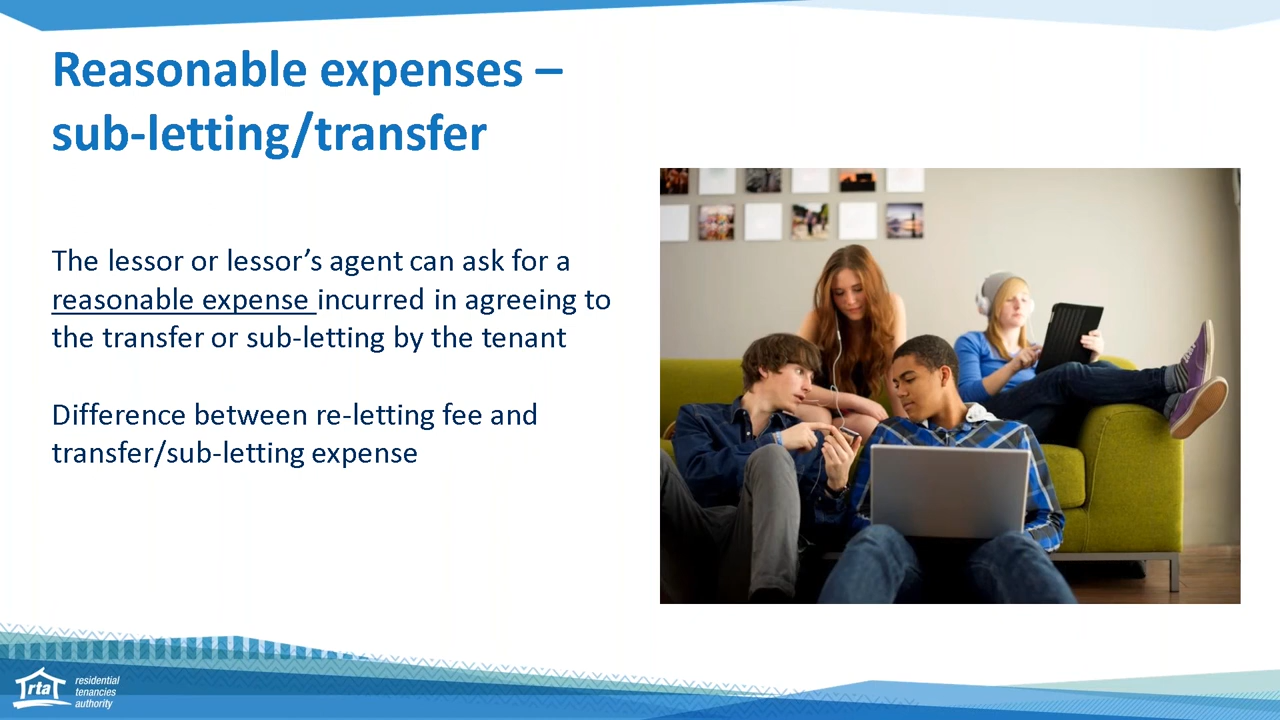 Reasonable expenses –
sub-letting/transfer
The lessor or lessor’s agent can ask for a
reasonable expense incurred in agreeing to
the transfer or sub-letting by the tenant
Difference between re-letting fee and
transfer/sub-letting expense
rta
residential
tenancies
authority